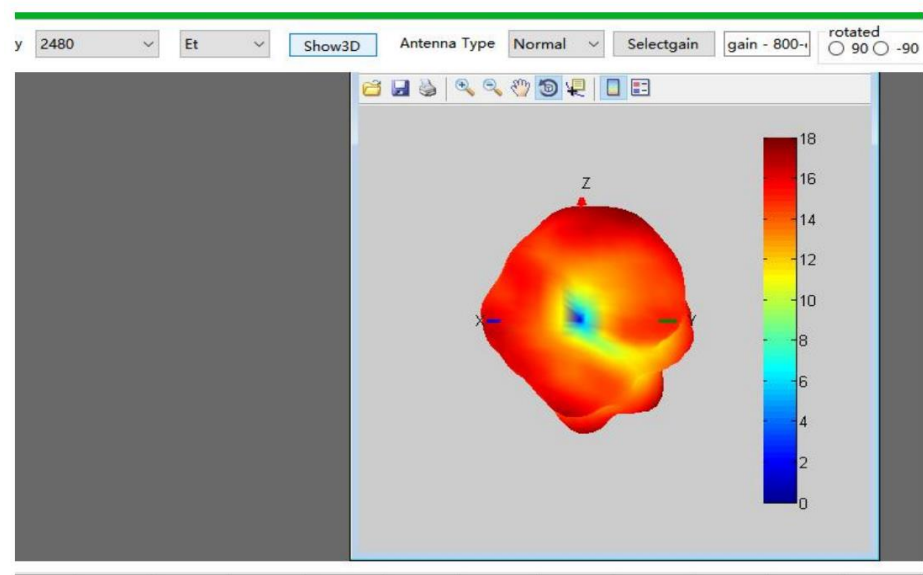 y 2480 Et Show3D Antenna Type Normal Selectgain gain - 800- rotated
90 -90
Z
X
Y
18
16
14
12
10
8
6
4
2
0